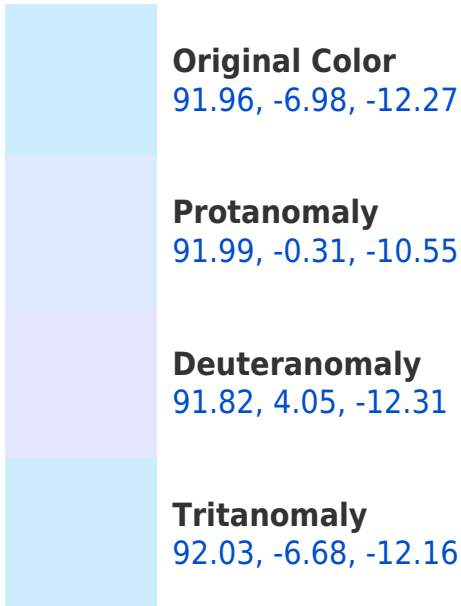 Original Color
91.96, -6.98, -12.27
Protanomaly
91.99, -0.31, -10.55
Deuteranomaly
91.82, 4.05, -12.31
Tritanomaly
92.03, -6.68, -12.16